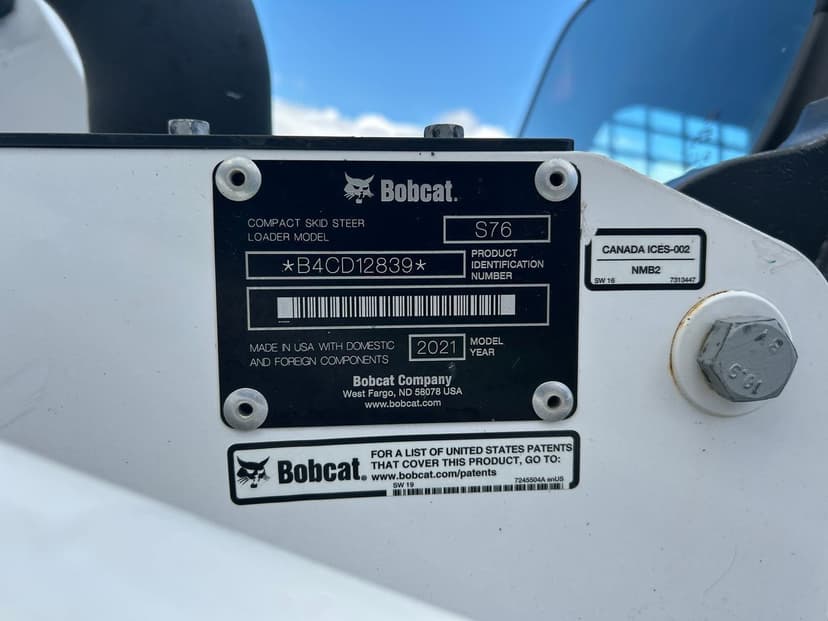 Bobcat.
COMPACT SKID STEER
LOADER MODEL
S76
*B4CD12839*
PRODUCT
IDENTIFICATION
NUMBER
MADE IN USA WITH DOMESTIC
AND FOREIGN COMPONENTS
2021
MODEL
YEAR
Bobcat Company
West Fargo, ND 58078 USA
www.bobcat.com
CANADA ICES-002
NMB2
SW 16 7313447
Bobcat.
FOR A LIST OF UNITED STATES PATENTS
THAT COVER THIS PRODUCT, GO TO:
www.bobcat.com/patents
SW 19 7245504A enUS
10.9